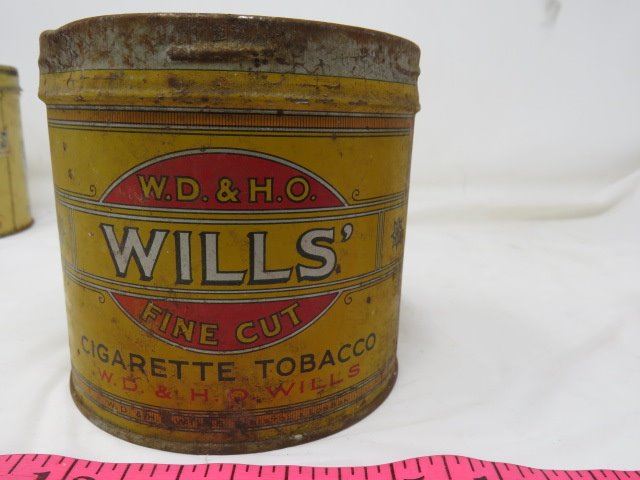 W.D. & H.O.
WILLS'
FINE CUT
CIGARETTE TOBACCO
W. D. & H. O. WILLS
W. D. & H.